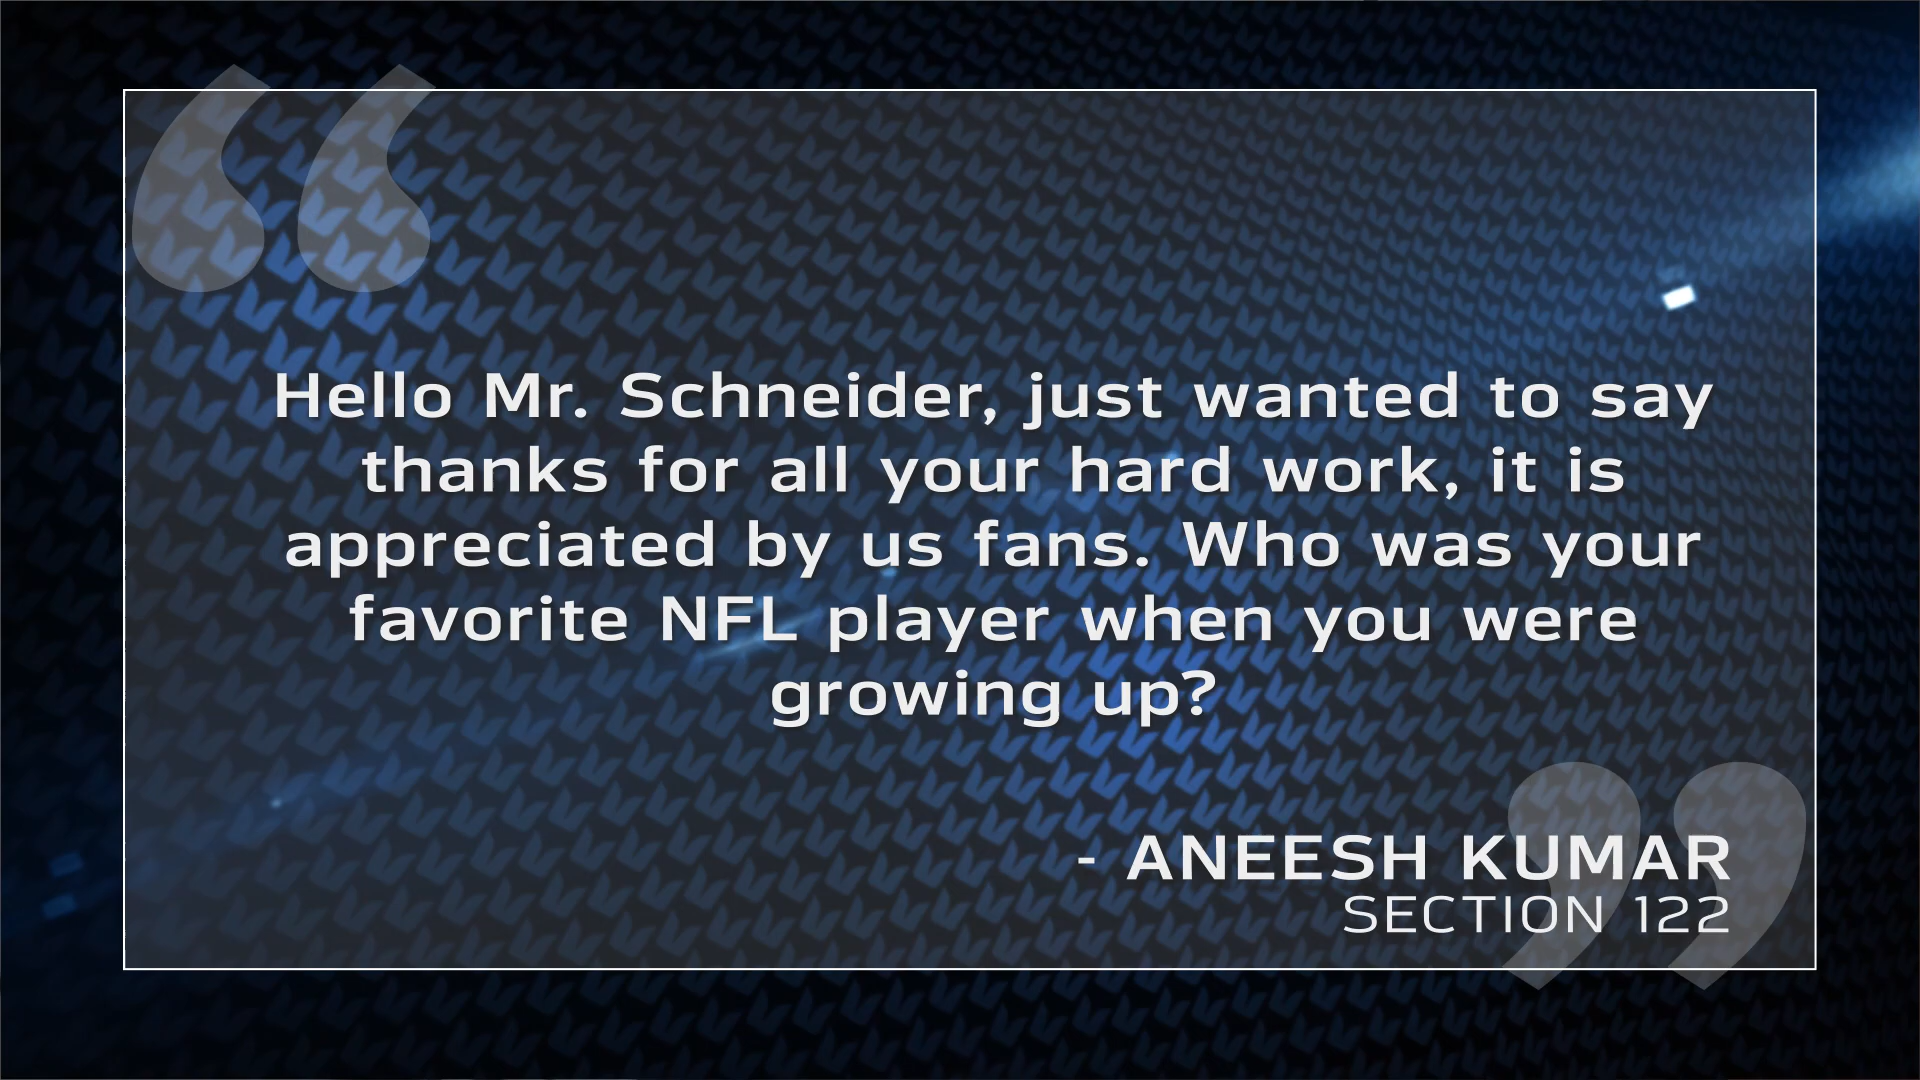 Hello Mr. Schneider, just wanted to say
thanks for all your hard work, it is
appreciated by us fans. Who was your
favorite NFL player when you were
growing up?
- ANEESH KUMAR
SECTION 122